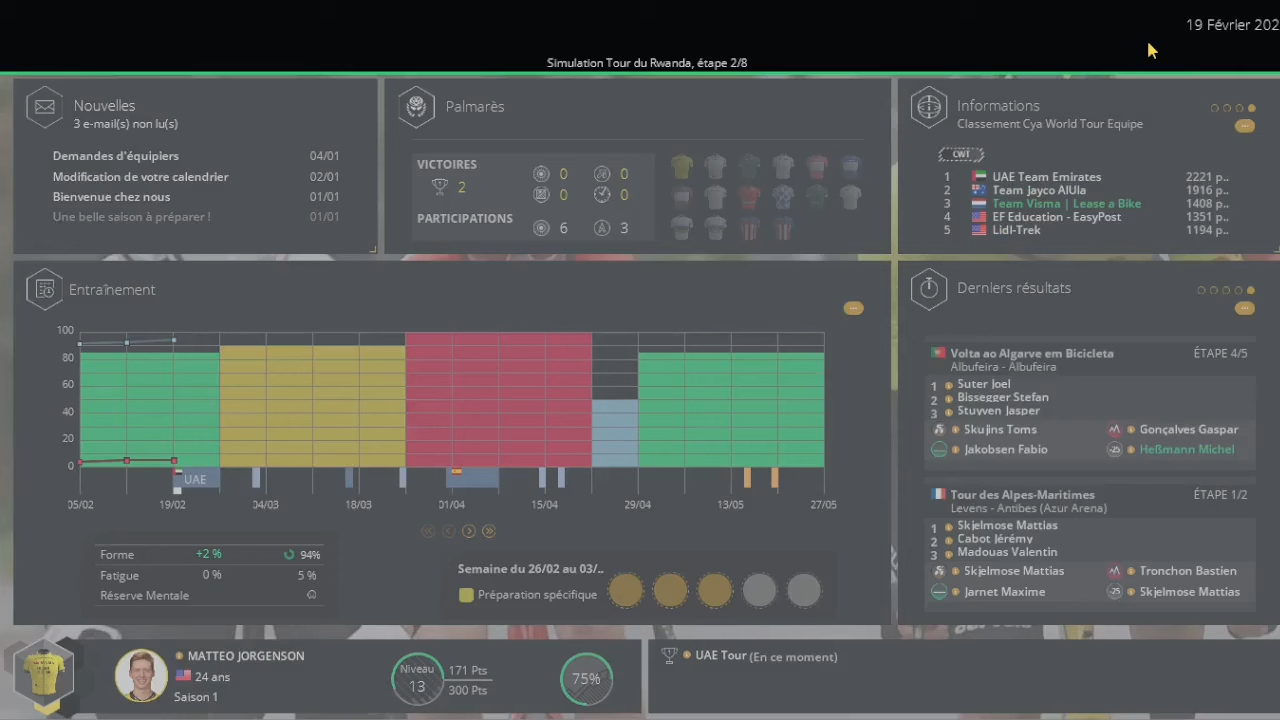 19 Février 202
Simulation Tour du Rwanda, étape 2/8
Nouvelles
3 e-mail(s) non lu(s)
Demandes d'équipiers 04/01
Modification de votre calendrier 02/01
Bienvenue chez nous 01/01
Une belle saison à préparer ! 01/01
Palmarès
VICTOIRES
2
0 0
0 0
PARTICIPATIONS
6 3
Informations
Classement Cya World Tour Equipe
CWT
1 UAE Team Emirates 2221 p..
2 Team Jayco AlUla 1916 p..
3 Team Visma | Lease a Bike 1408 p..
4 EF Education - EasyPost 1351 p..
5 Lidl-Trek 1194 p..
Entraînement
100
80
60
40
20
0
UAE
05/02 19/02 04/03 18/03 01/04 15/04 29/04 13/05 27/05
Forme +2 % 94%
Fatigue 0 % 5 %
Réserve Mentale
Semaine du 26/02 au 03/..
Préparation spécifique
Derniers résultats
Volta ao Algarve em Bicicleta ÉTAPE 4/5
Albufeira - Albufeira
1 Suter Joel
2 Bissegger Stefan
3 Stuyven Jasper
Skujins Toms Gonçalves Gaspar
Jakobsen Fabio -25 Heßmann Michel
Tour des Alpes-Maritimes ÉTAPE 1/2
Levens - Antibes (Azur Arena)
1 Skjelmose Mattias
2 Cabot Jérémy
3 Madouas Valentin
Skjelmose Mattias Tronchon Bastien
Jarnet Maxime -25 Skjelmose Mattias
MATTEO JORGENSON
24 ans
Saison 1
Niveau
13
171 Pts
300 Pts
75%
UAE Tour (En ce moment)